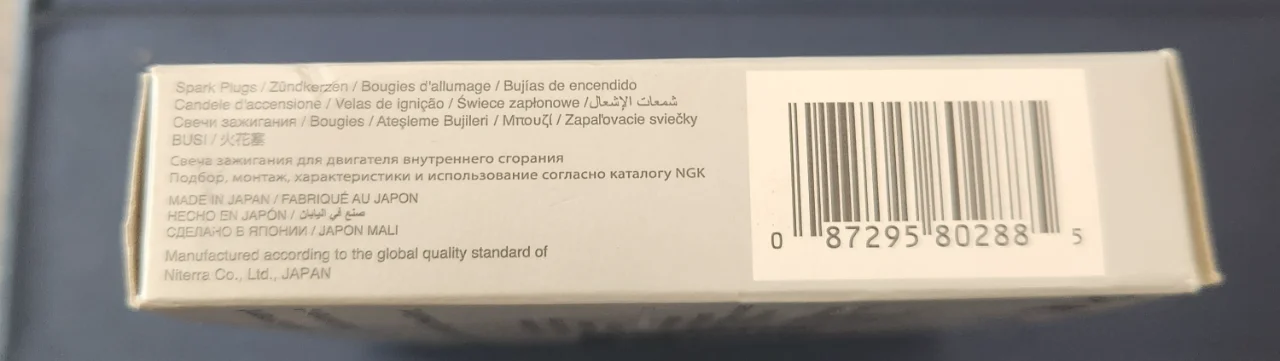 Spark Plugs / Zündkerzen / Bougies d'allumage / Bujías de encendido
Candele d'accensione / Velas de ignição / Świece zapłonowe / شمعات الإشعال
Свечи зажигания / Bougies / Ateşleme Bujileri / Μπουζί / Zapaľovacie sviečky
BUSI / 火花塞
Свеча зажигания для двигателя внутреннего сгорания
Подбор, монтаж, характеристики и использование согласно каталогу NGK
MADE IN JAPAN / FABRIQUÉ AU JAPON
HECHO EN JAPÓN / صنع في اليابان
СДЕЛАНО В ЯПОНИИ / JAPON MALI
Manufactured according to the global quality standard of
Niterra Co., Ltd., JAPAN
0 87295 80288 5